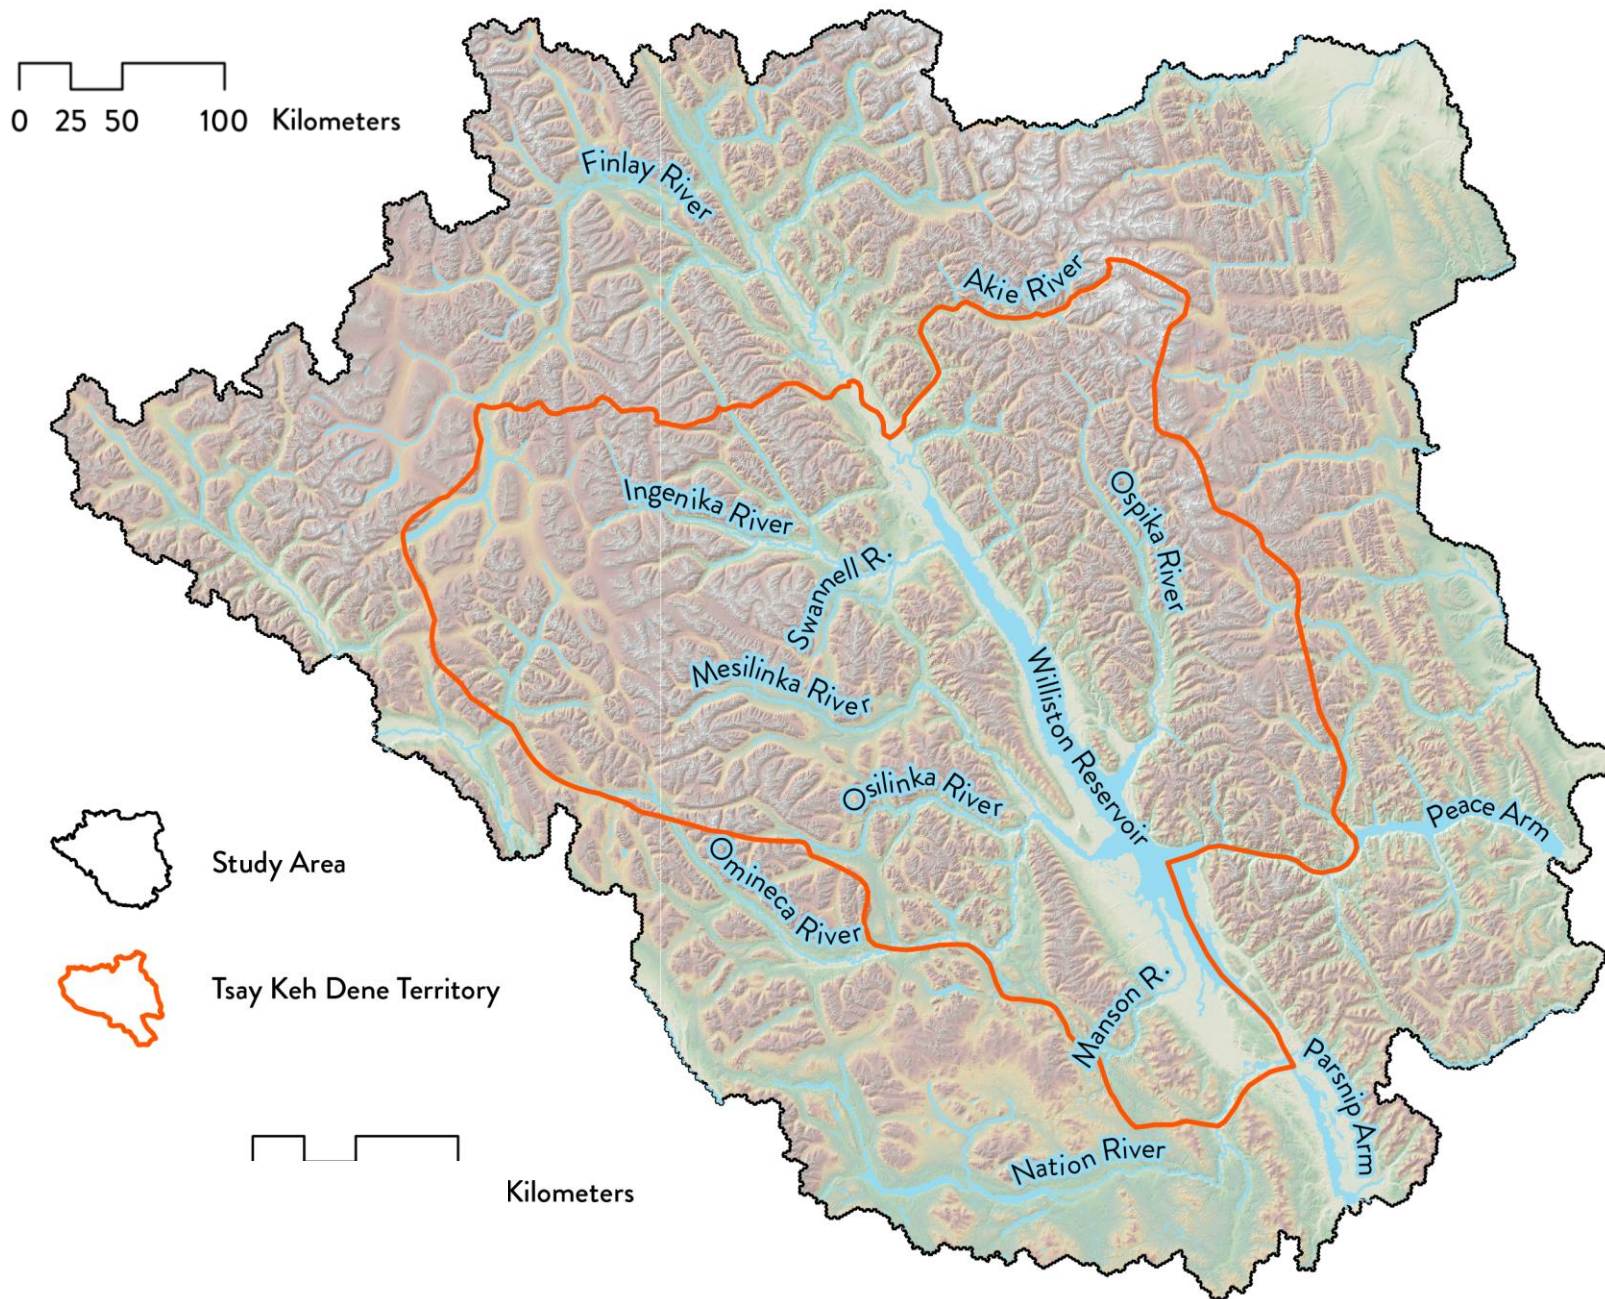 0 25 50 100 Kilometers
Finlay River
Akie River
Ingenika River
Ospika River
Swannell R.
Mesilinka River
Williston Reservoir
Osilinka River
Peace Arm
Study Area
Omineca River
Tsay Keh Dene Territory
Manson R.
Parsnip Arm
Nation River
Kilometers